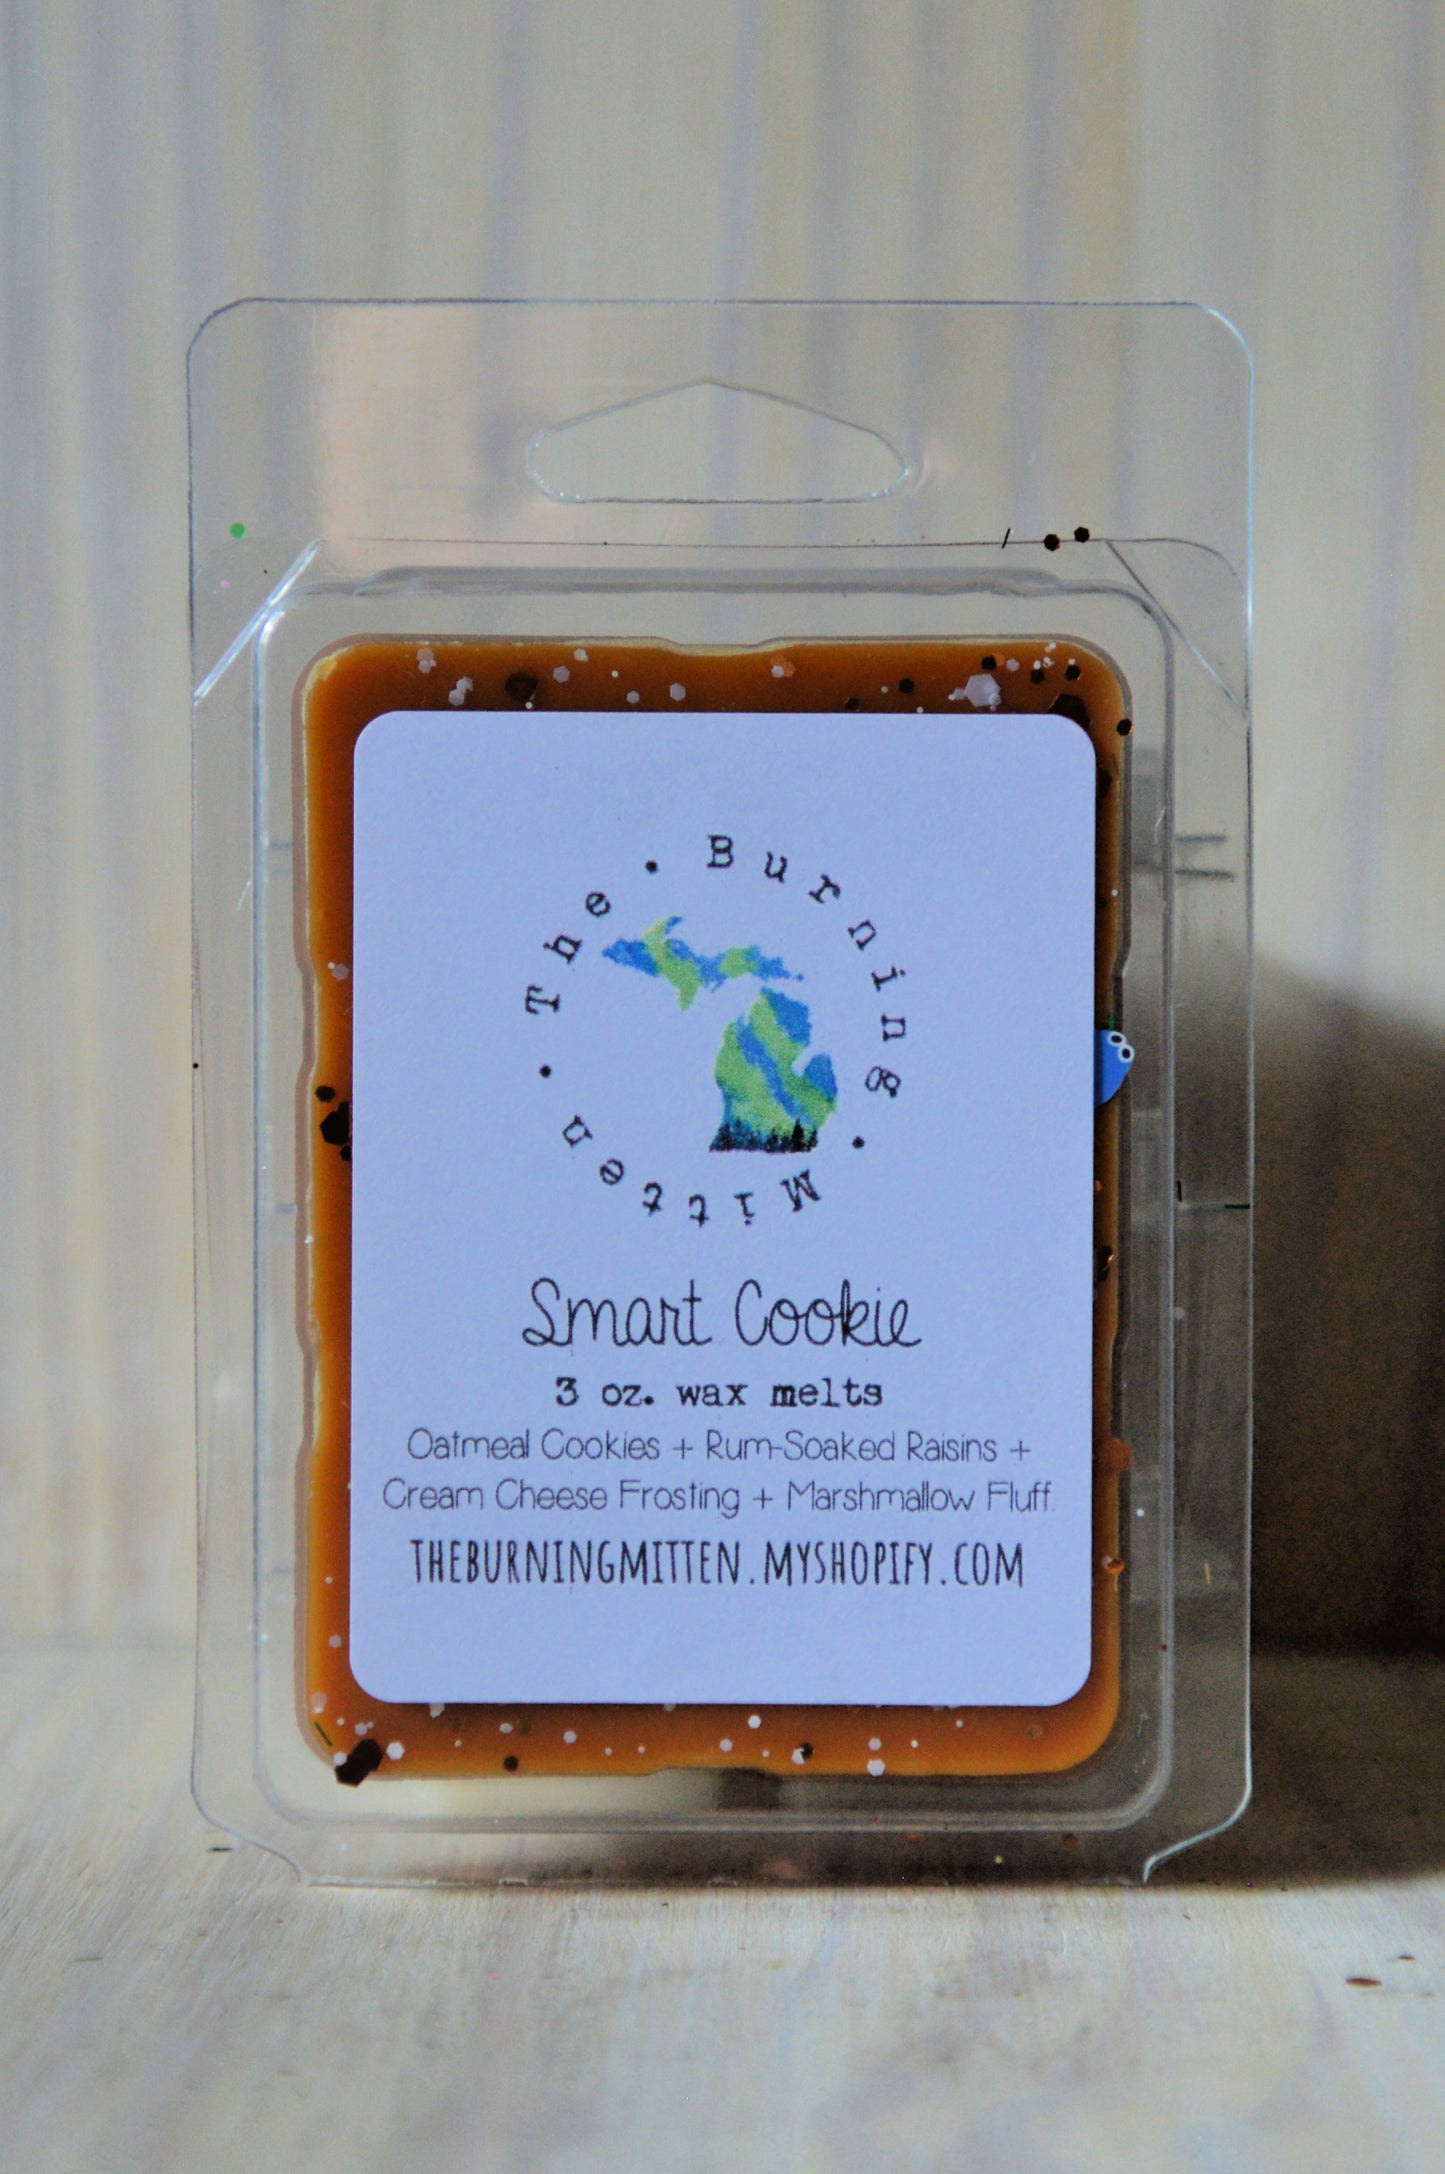 The • Burning • Mitten •
Smart Cookie
3 oz. wax melts
Oatmeal Cookies + Rum-Soaked Raisins +
Cream Cheese Frosting + Marshmallow Fluff.
THEBURNINGMITTEN.MYSHOPIFY.COM